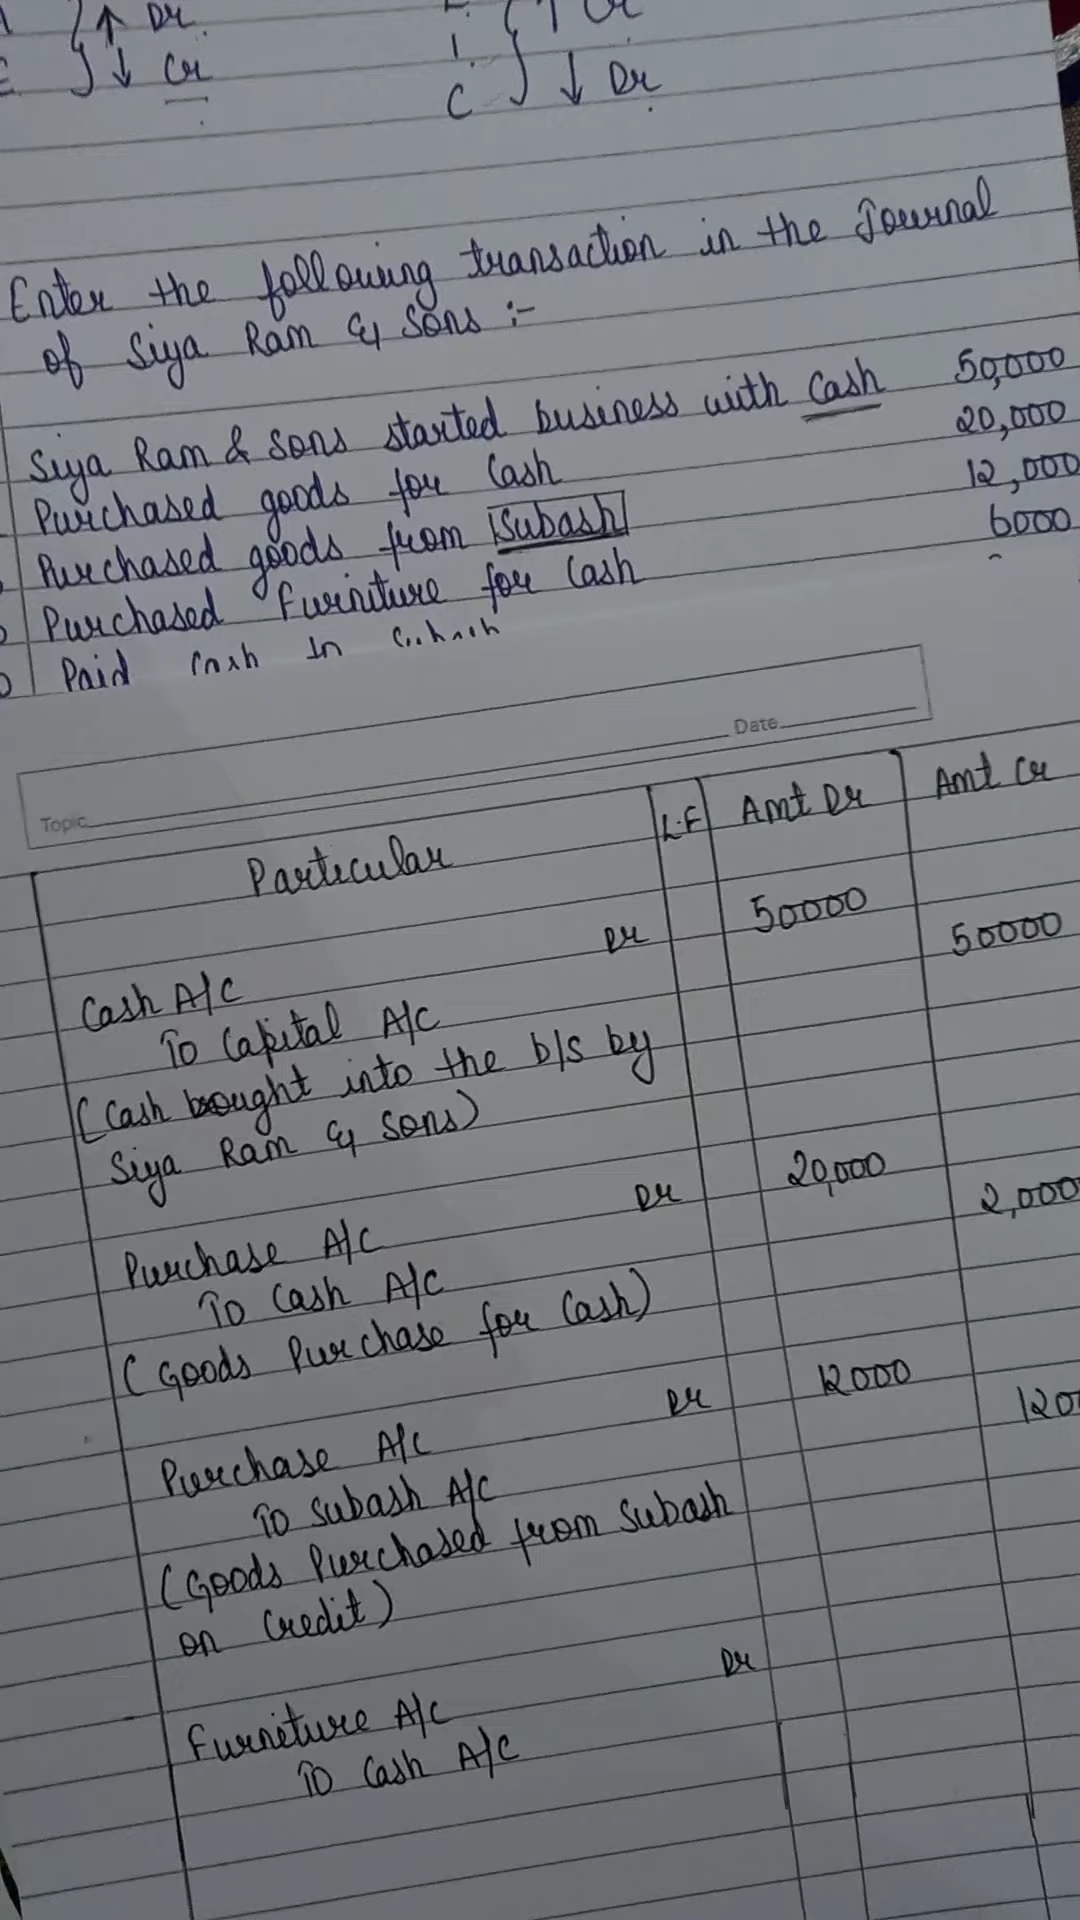 ↑ Dr.
↓ Cr
I
C ↓ Dr
Enter the following transaction in the Journal
of Siya Ram & Sons :-
Siya Ram & Sons started business with Cash 50,000
Purchased goods for Cash 20,000
Purchased goods from Subash 12,000
Purchased Furniture for Cash 6000
Paid Cash
Topic Date
Particular L.F Amt Dr Amt Cr
Cash A/C Dr 50000
To Capital A/C 50000
(Cash bought into the b/s by
Siya Ram & Sons)
Purchase A/C Dr 20,000
To Cash A/C 2,000
(Goods Purchase for Cash)
Purchase A/C Dr 12000
To Subash A/C 120
(Goods Purchased from Subash
on Credit)
Furniture A/C Dr
To Cash A/C